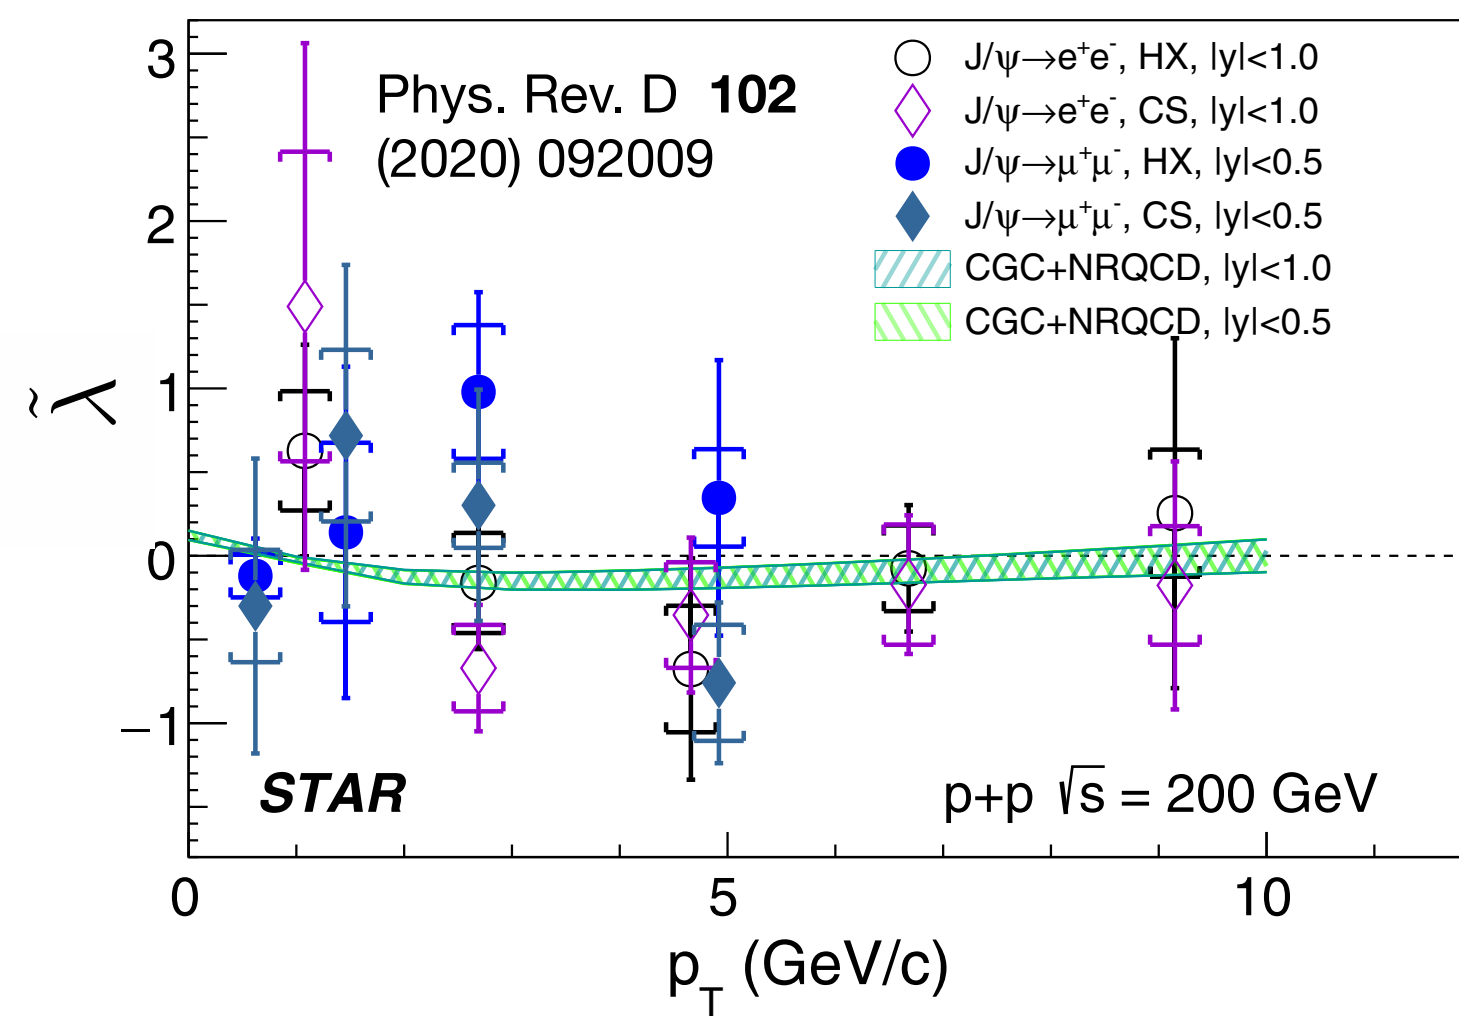 3
2
1
0
−1
λ̃
Phys. Rev. D 102
(2020) 092009
J/ψ→e⁺e⁻, HX, |y|<1.0
J/ψ→e⁺e⁻, CS, |y|<1.0
J/ψ→μ⁺μ⁻, HX, |y|<0.5
J/ψ→μ⁺μ⁻, CS, |y|<0.5
CGC+NRQCD, |y|<1.0
CGC+NRQCD, |y|<0.5
STAR
p+p √s = 200 GeV
0 5 10
p_T (GeV/c)